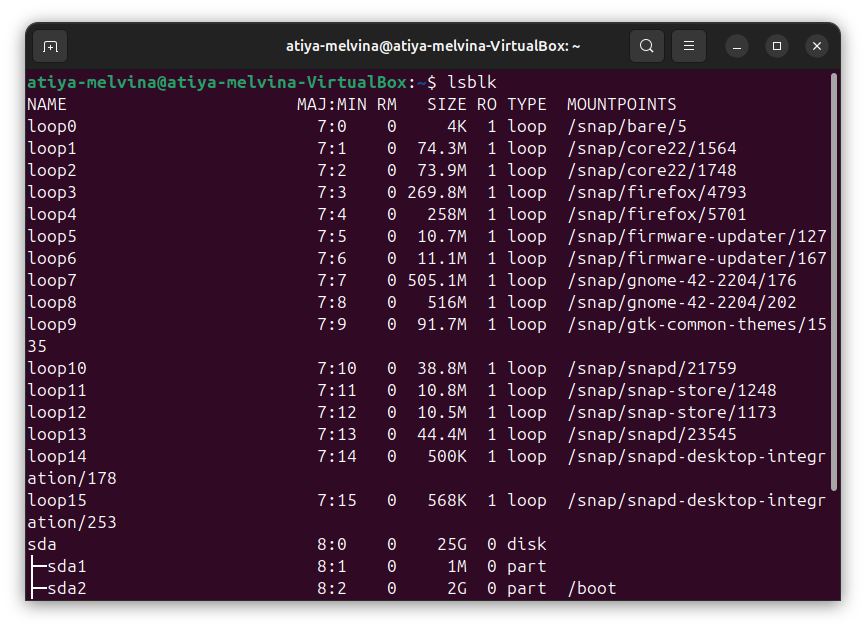 atiya-melvina@atiya-melvina-VirtualBox: ~
atiya-melvina@atiya-melvina-VirtualBox:~$ lsblk
NAME                       MAJ:MIN RM   SIZE RO TYPE  MOUNTPOINTS
loop0                        7:0    0     4K  1 loop  /snap/bare/5
loop1                        7:1    0  74.3M  1 loop  /snap/core22/1564
loop2                        7:2    0  73.9M  1 loop  /snap/core22/1748
loop3                        7:3    0 269.8M  1 loop  /snap/firefox/4793
loop4                        7:4    0   258M  1 loop  /snap/firefox/5701
loop5                        7:5    0  10.7M  1 loop  /snap/firmware-updater/127
loop6                        7:6    0  11.1M  1 loop  /snap/firmware-updater/167
loop7                        7:7    0 505.1M  1 loop  /snap/gnome-42-2204/176
loop8                        7:8    0   516M  1 loop  /snap/gnome-42-2204/202
loop9                        7:9    0  91.7M  1 loop  /snap/gtk-common-themes/15
35
loop10                       7:10   0  38.8M  1 loop  /snap/snapd/21759
loop11                       7:11   0  10.8M  1 loop  /snap/snap-store/1248
loop12                       7:12   0  10.5M  1 loop  /snap/snap-store/1173
loop13                       7:13   0  44.4M  1 loop  /snap/snapd/23545
loop14                       7:14   0   500K  1 loop  /snap/snapd-desktop-integr
ation/178
loop15                       7:15   0   568K  1 loop  /snap/snapd-desktop-integr
ation/253
sda                          8:0    0    25G  0 disk
├─sda1                       8:1    0     1M  0 part
├─sda2                       8:2    0     2G  0 part  /boot